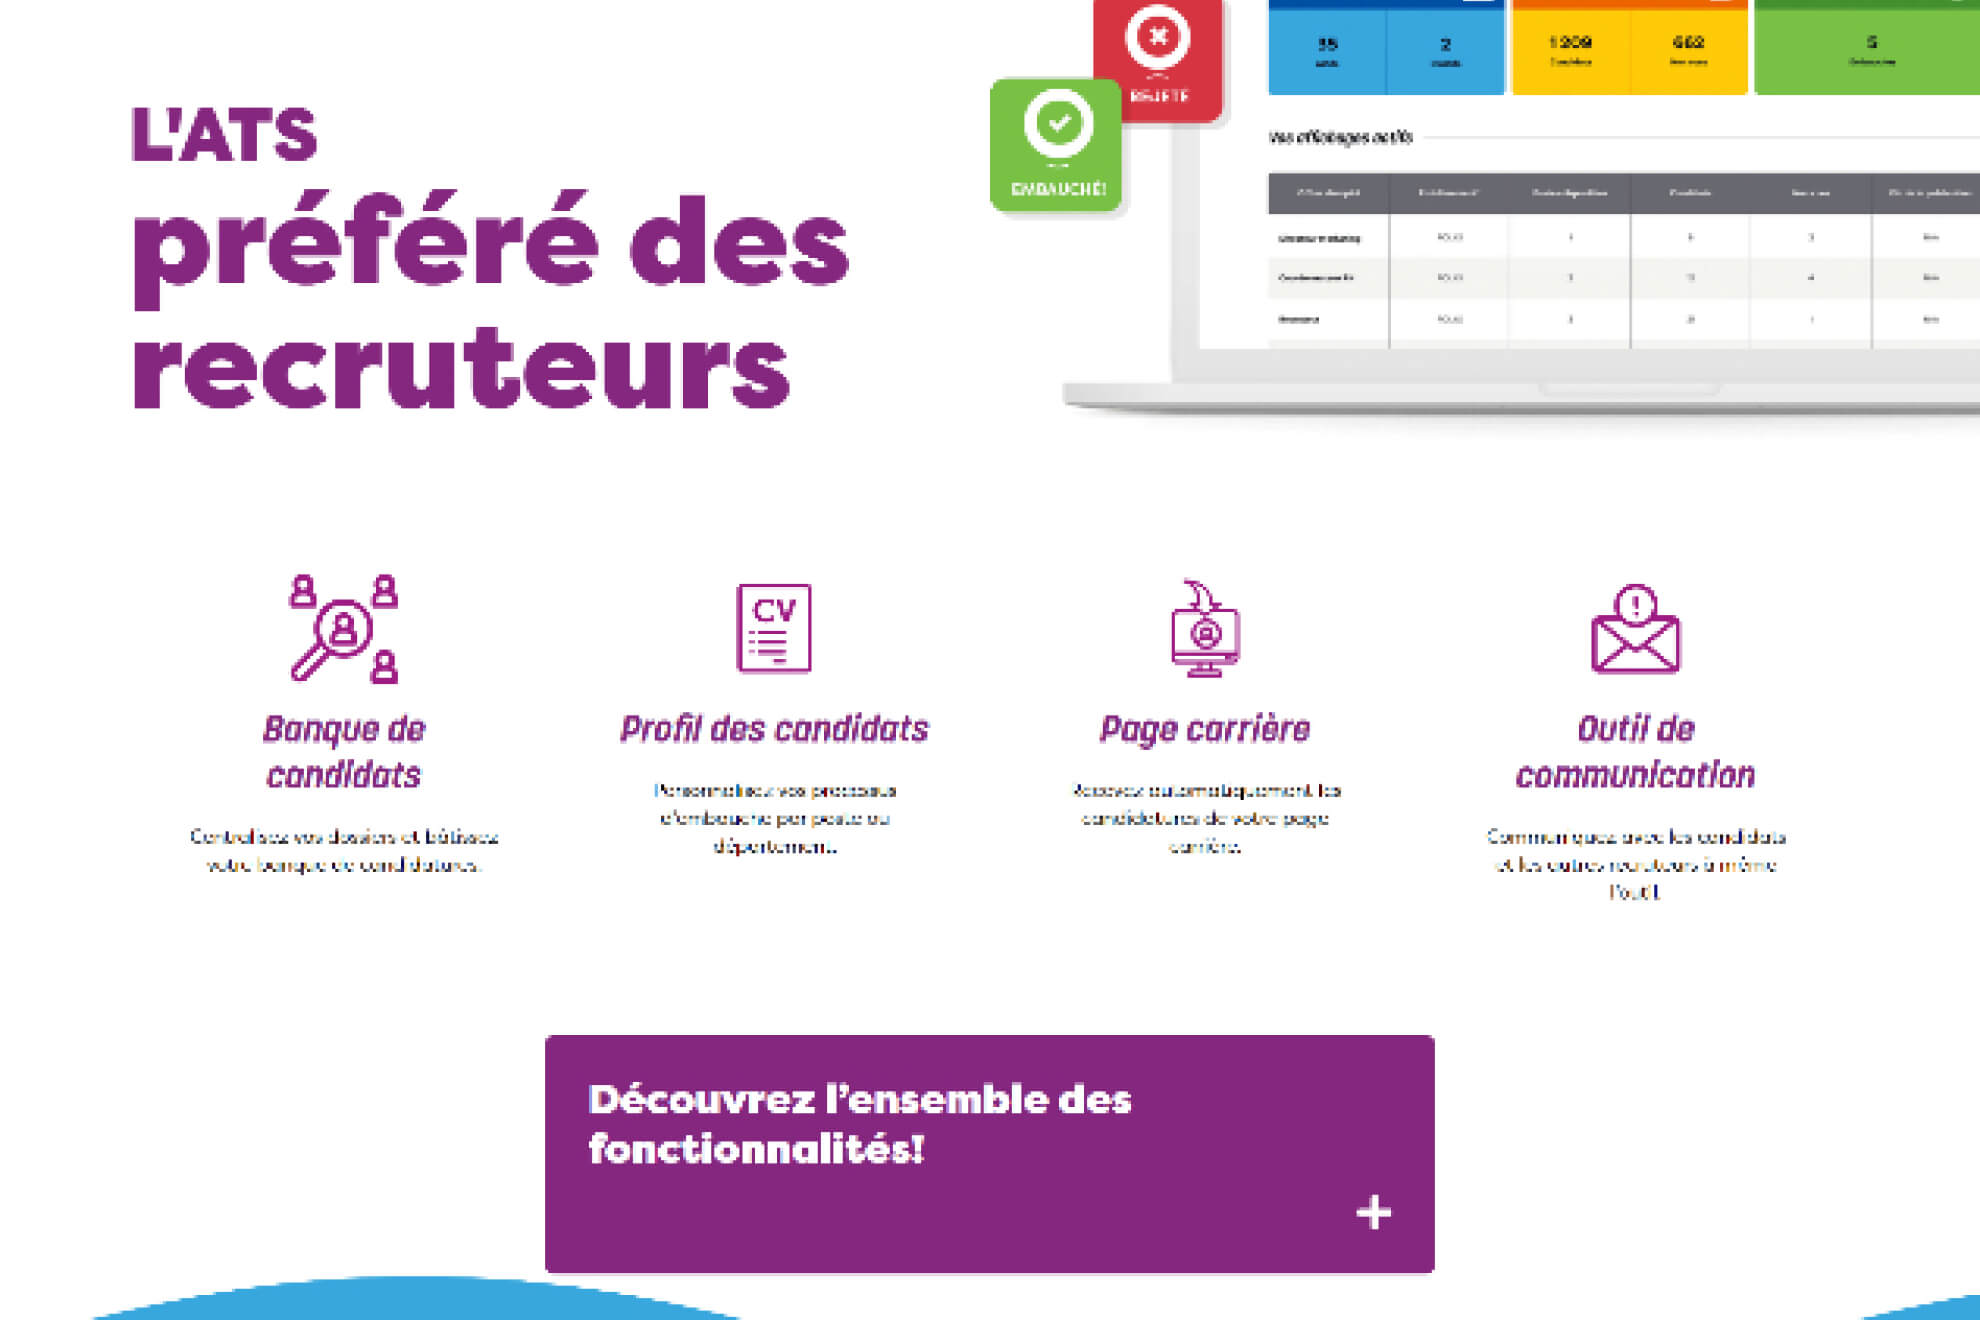 L'ATS
préféré des
recruteurs
REJETÉ
EMBAUCHÉ!
35
2
1 209
662
5
Vos affichages actifs
CV
Banque de
candidats
Centralisez vos dossiers et bâtissez
votre banque de candidatures.
Profil des candidats
Personnalisez vos processus
d'embauche par poste ou
département.
Page carrière
Recevez automatiquement les
candidatures de votre page
carrière.
Outil de
communication
Communiquez avec les candidats
et les autres recruteurs à même
l'outil.
Découvrez l’ensemble des
fonctionnalités!
+